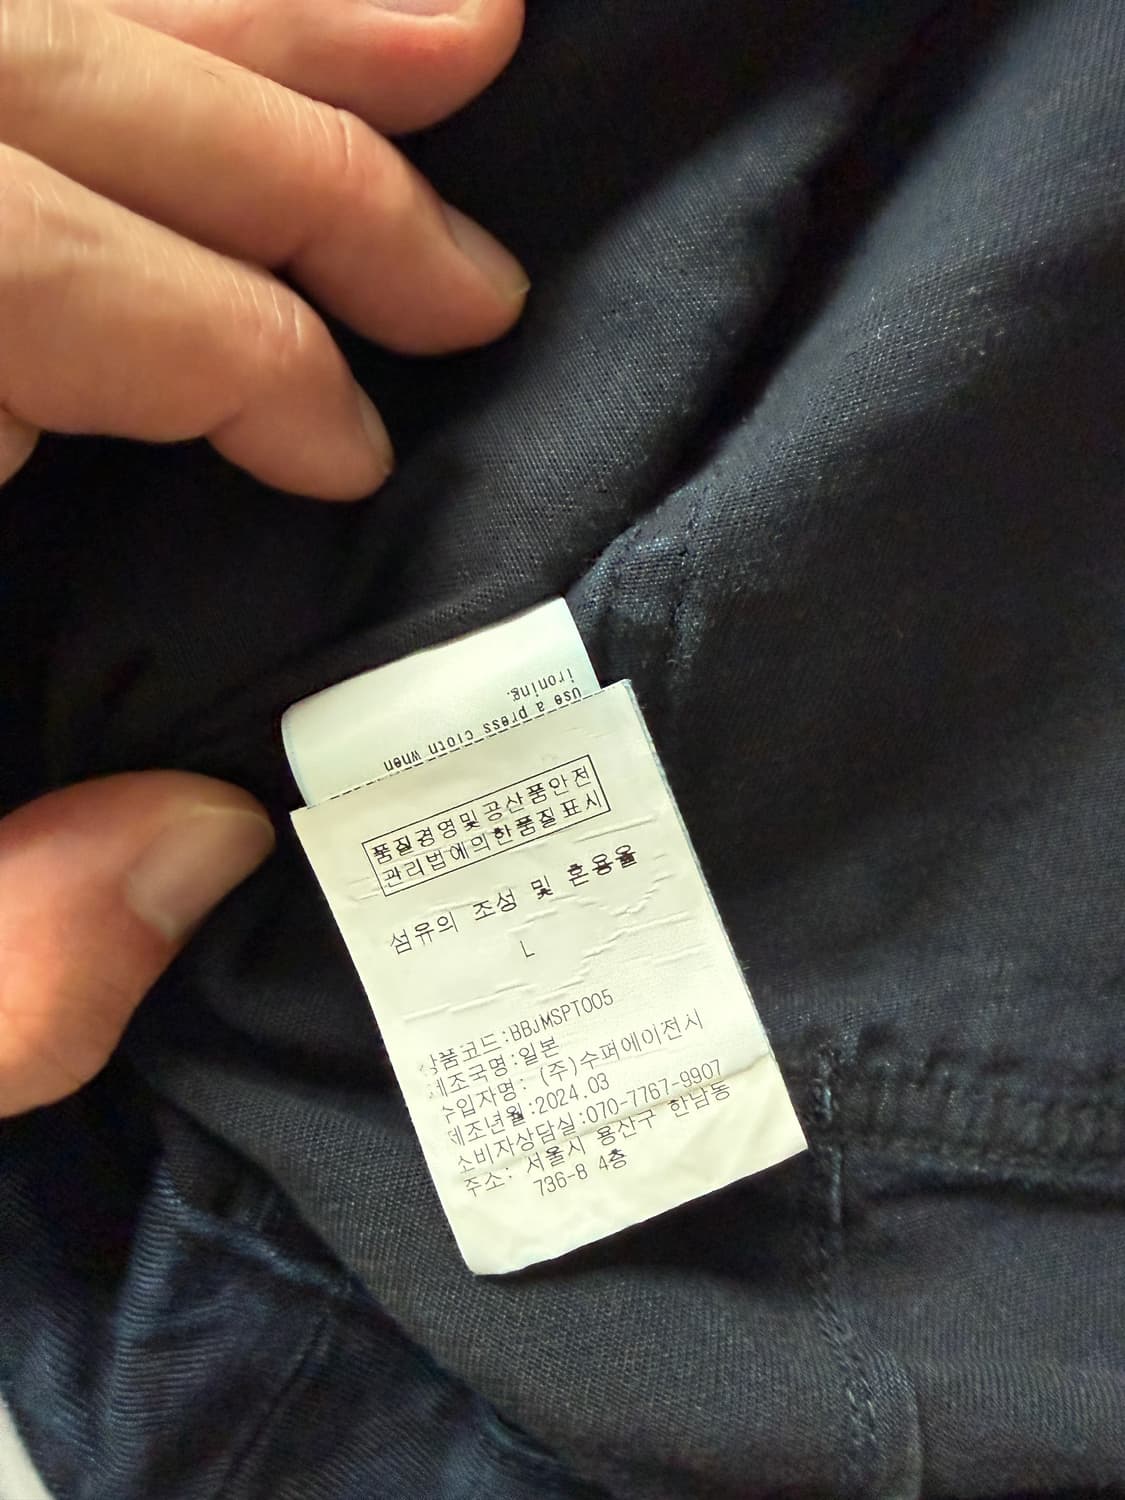 use a press cloth when
ironing.
품질경영및공산품안전
관리법에의한품질표시
섬유의 조성 및 혼용율
L
상품코드:BBJMSPT005
제조국명:일본
수입자명: (주)수퍼에이전시
제조년월:2024.03
소비자상담실:070-7767-9907
주소: 서울시 용산구 한남동
736-8 4층